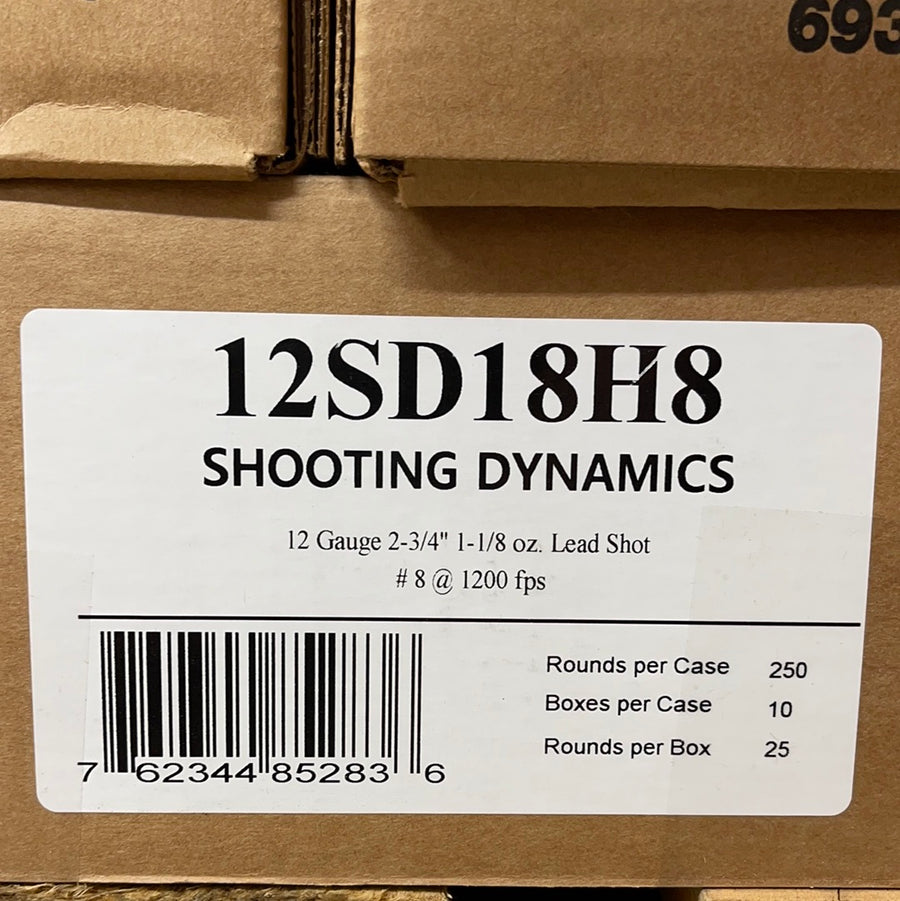 693
12SD18H8
SHOOTING DYNAMICS
12 Gauge 2-3/4" 1-1/8 oz. Lead Shot
# 8 @ 1200 fps
Rounds per Case 250
Boxes per Case 10
Rounds per Box 25
7 62344 85283 6